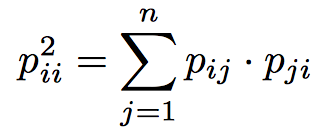 $p_{ii}^{2} = \sum_{j=1}^{n} p_{ij} \cdot p_{ji}$